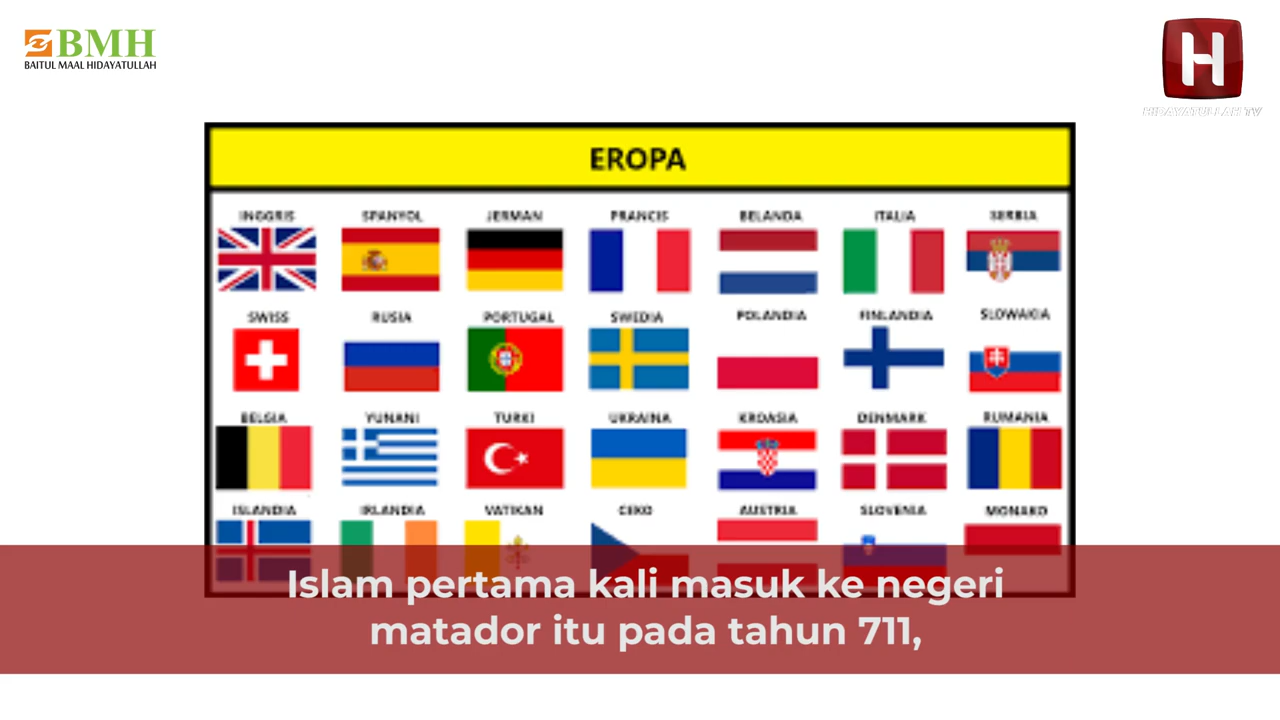 BMH
BAITUL MAAL HIDAYATULLAH
H
HIDAYATULLAH TV
EROPA
INGGRIS SPANYOL JERMAN PRANCIS BELANDA ITALIA SERBIA
SWISS RUSIA PORTUGAL SWEDIA POLANDIA FINLANDIA SLOWAKIA
BELGIA YUNANI TURKI UKRAINA KROASIA DENMARK RUMANIA
ISLANDIA IRLANDIA VATIKAN CEKO AUSTRIA SLOVENIA MONAKO
Islam pertama kali masuk ke negeri
matador itu pada tahun 711,